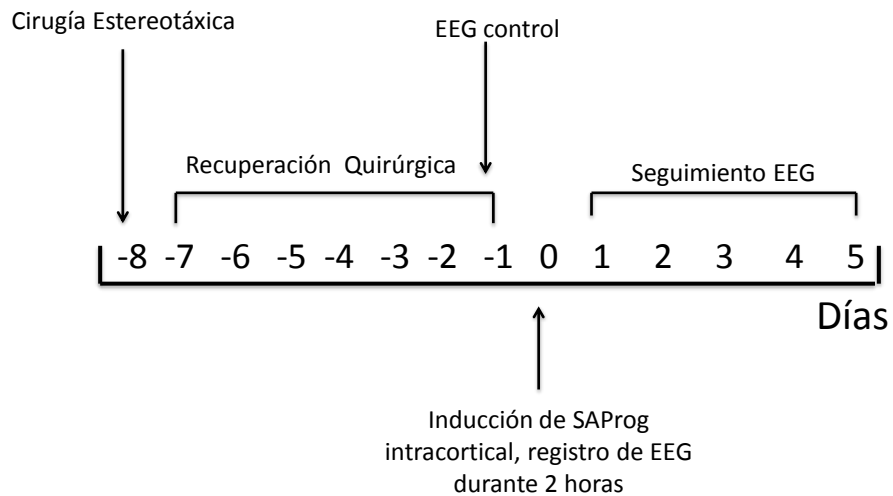 Cirugía Estereotáxica
EEG control
Recuperación Quirúrgica
Seguimiento EEG
-8 -7 -6 -5 -4 -3 -2 -1 0 1 2 3 4 5
Días
Inducción de SAProg
intracortical, registro de EEG
durante 2 horas